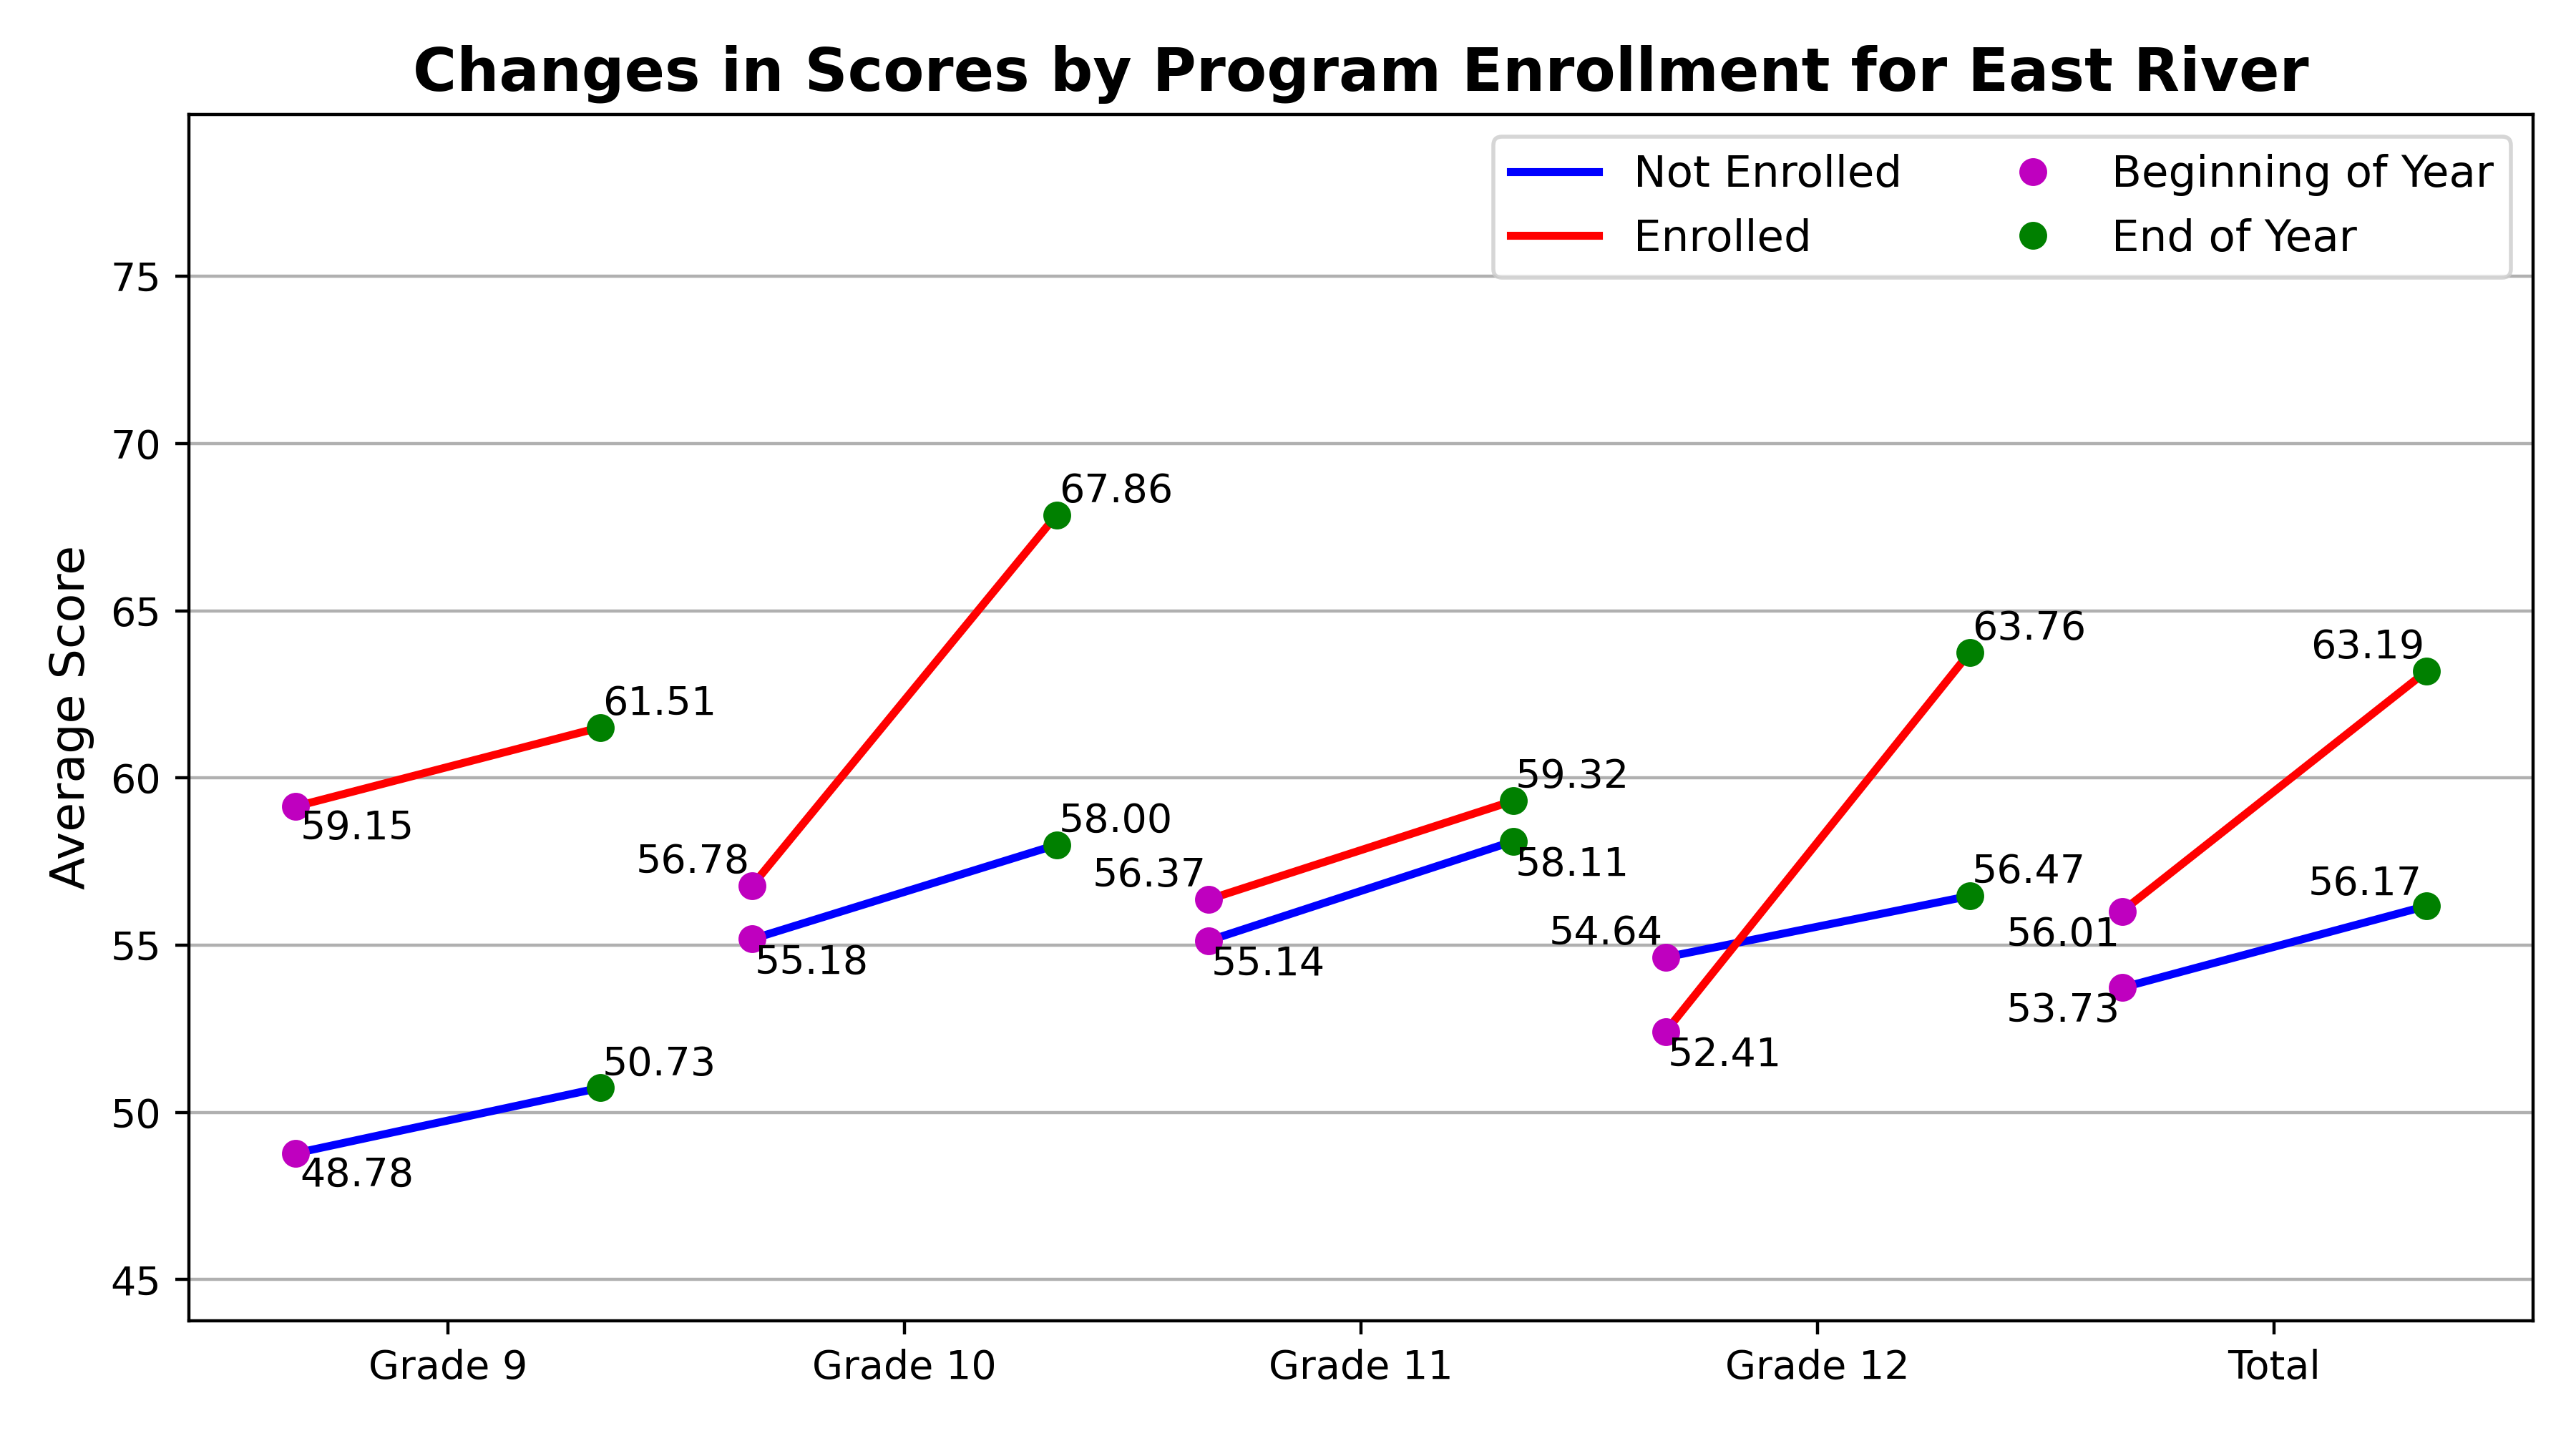 Changes in Scores by Program Enrollment for East River
Not Enrolled
Enrolled
Beginning of Year
End of Year
Average Score
75
70
65
60
55
50
45
59.15
61.51
48.78
50.73
56.78
67.86
55.18
58.00
56.37
59.32
55.14
58.11
54.64
56.47
52.41
63.76
56.01
63.19
53.73
56.17
Grade 9
Grade 10
Grade 11
Grade 12
Total